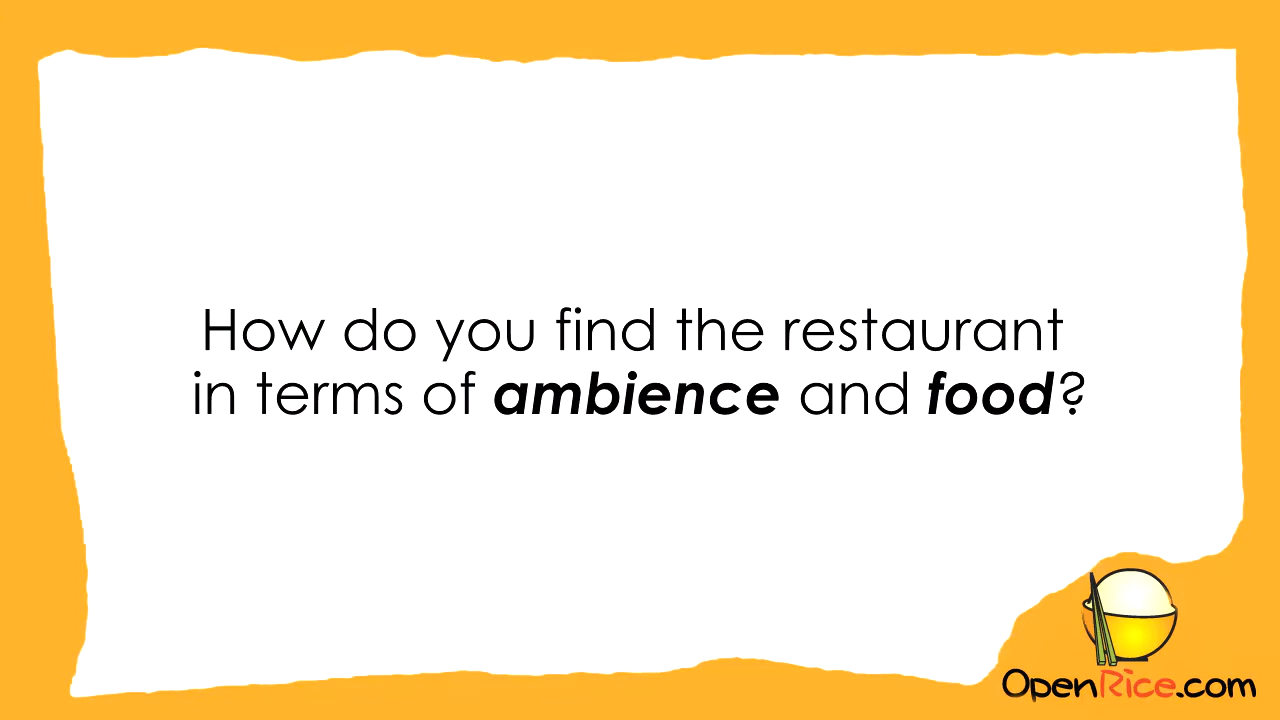 How do you find the restaurant
in terms of ambience and food?
OpenRice.com